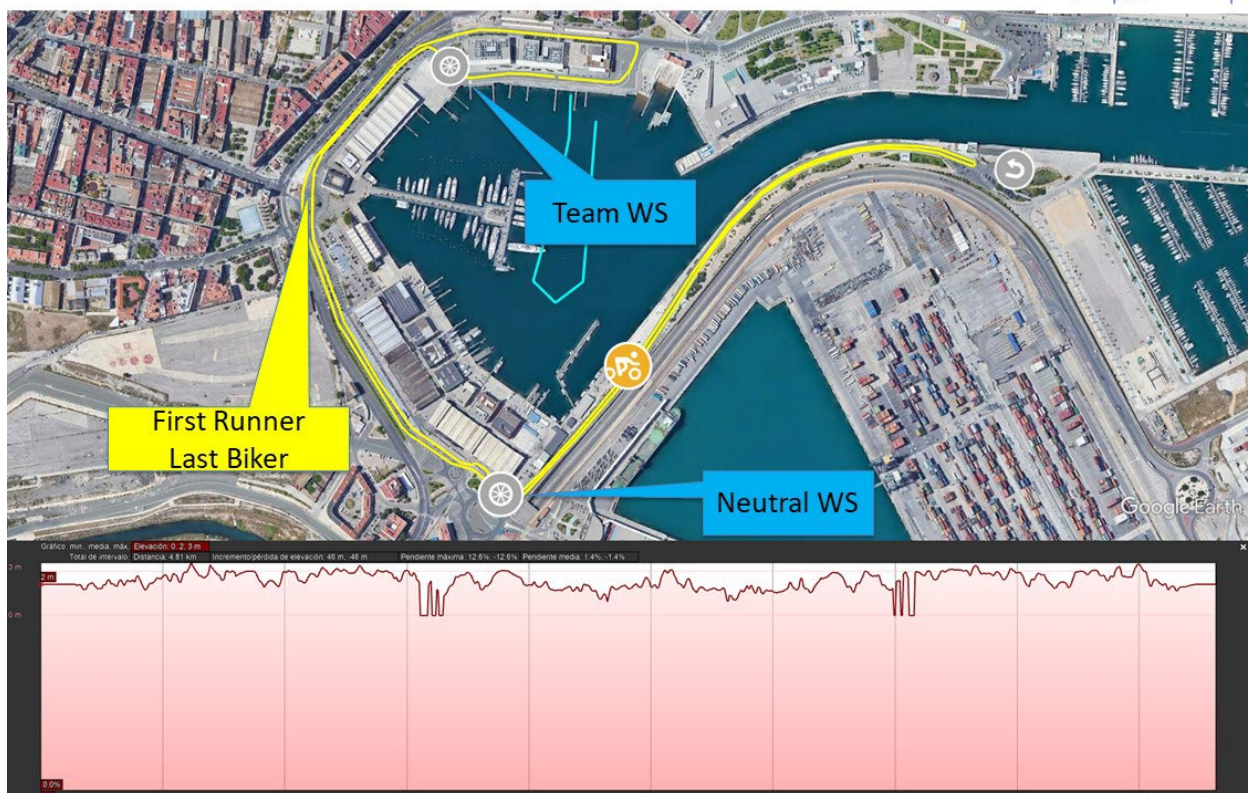 Team WS
First Runner
Last Biker
Neutral WS
Google Earth
Gráfico: mín., media, máx. Elevación: 0, 2, 3 m
Total de intervalo: Distancia: 4.81 km Incremento/pérdida de elevación: 46 m, -46 m Pendiente máxima: 12.6%, -12.6% Pendiente media: 1.4%, -1.4%
3 m
2 m
0 m
0.0%